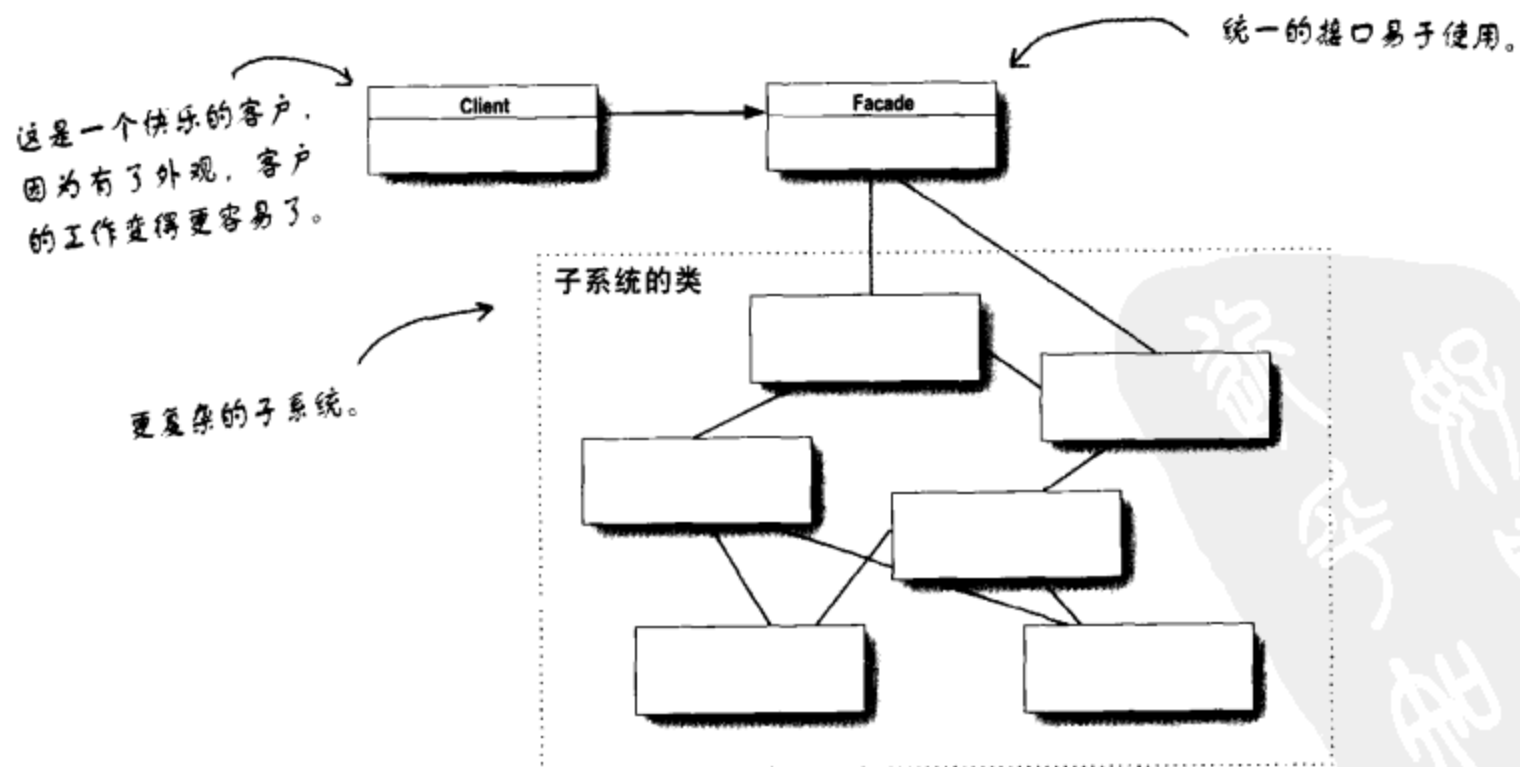 统一的接口易于使用。
Client
Facade
这是一个快乐的客户，
因为有了外观，客户
的工作变得更容易了。
子系统的类
更复杂的子系统。